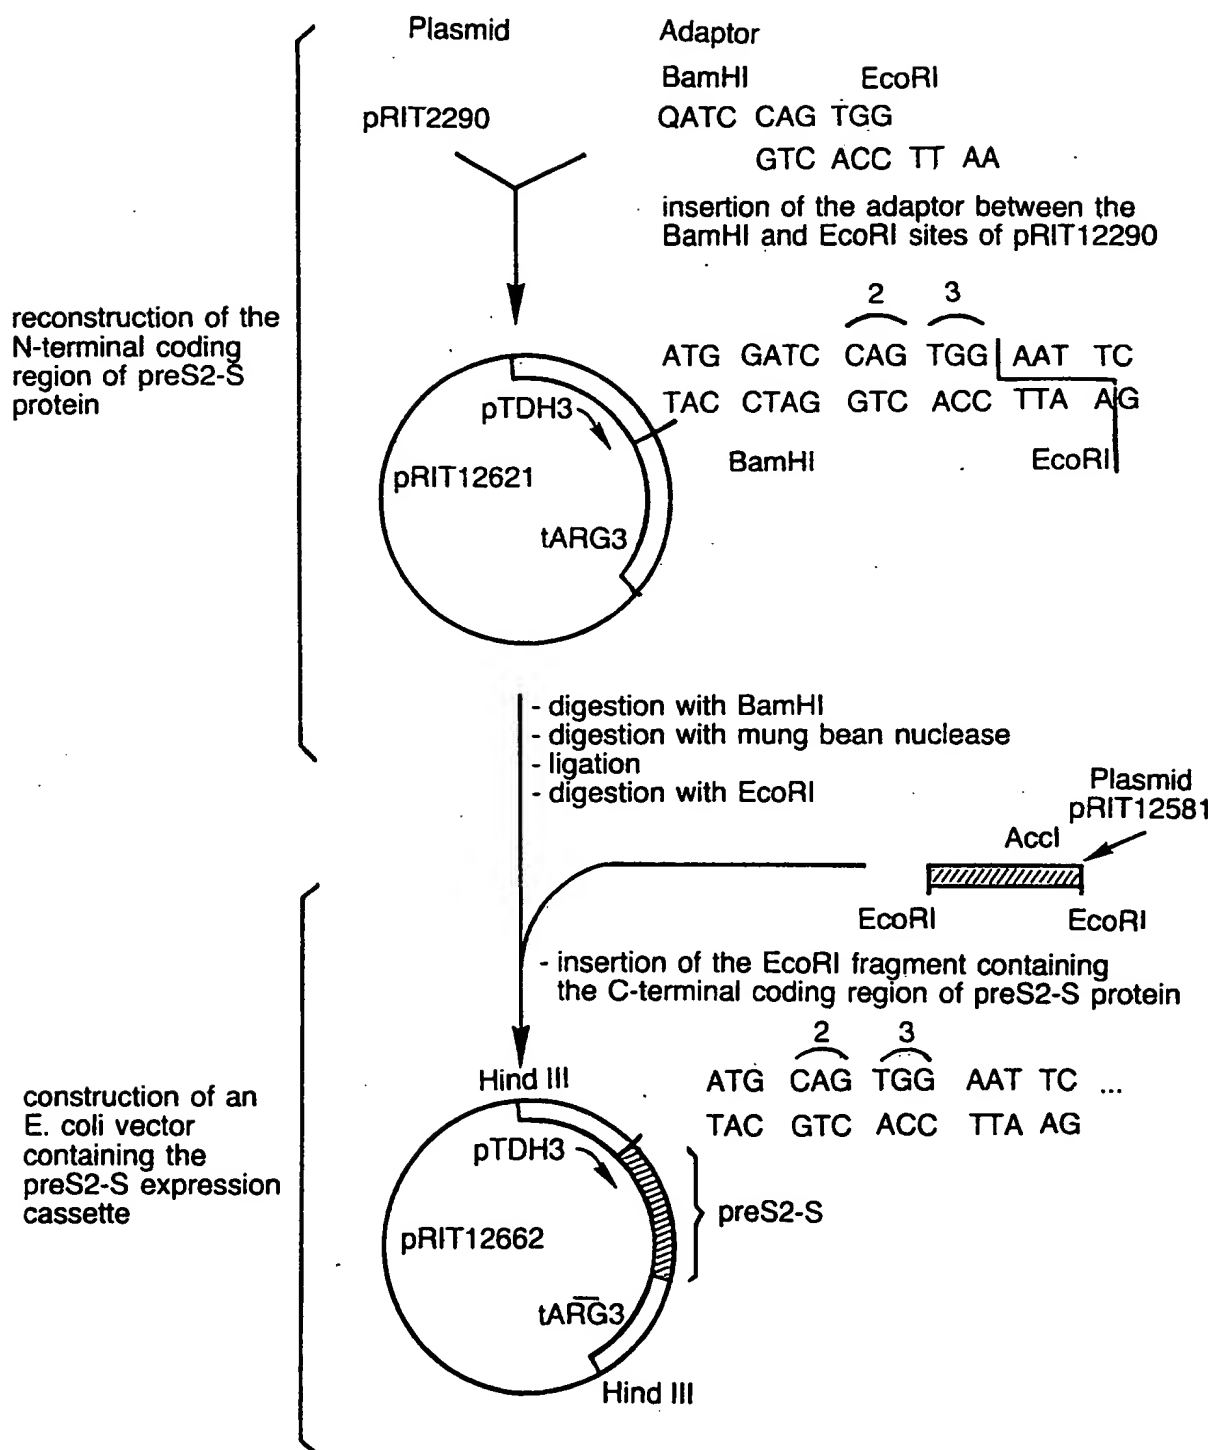 Plasmid Adaptor
BamHI EcoRI
pRIT2290 QATC CAG TGG
GTC ACC TT AA
insertion of the adaptor between the
BamHI and EcoRI sites of pRIT12290
reconstruction of the
N-terminal coding
region of preS2-S
protein
2 3
ATG GATC CAG TGG AAT TC
TAC CTAG GTC ACC TTA AG
BamHI EcoRI
pTDH3
pRIT12621
tARG3
- digestion with BamHI
- digestion with mung bean nuclease
- ligation
- digestion with EcoRI
Plasmid
pRIT12581
AccI
EcoRI EcoRI
- insertion of the EcoRI fragment containing
the C-terminal coding region of preS2-S protein
construction of an
E. coli vector
containing the
preS2-S expression
cassette
2 3
ATG CAG TGG AAT TC ...
TAC GTC ACC TTA AG
Hind III
pTDH3
preS2-S
pRIT12662
tARG3
Hind III